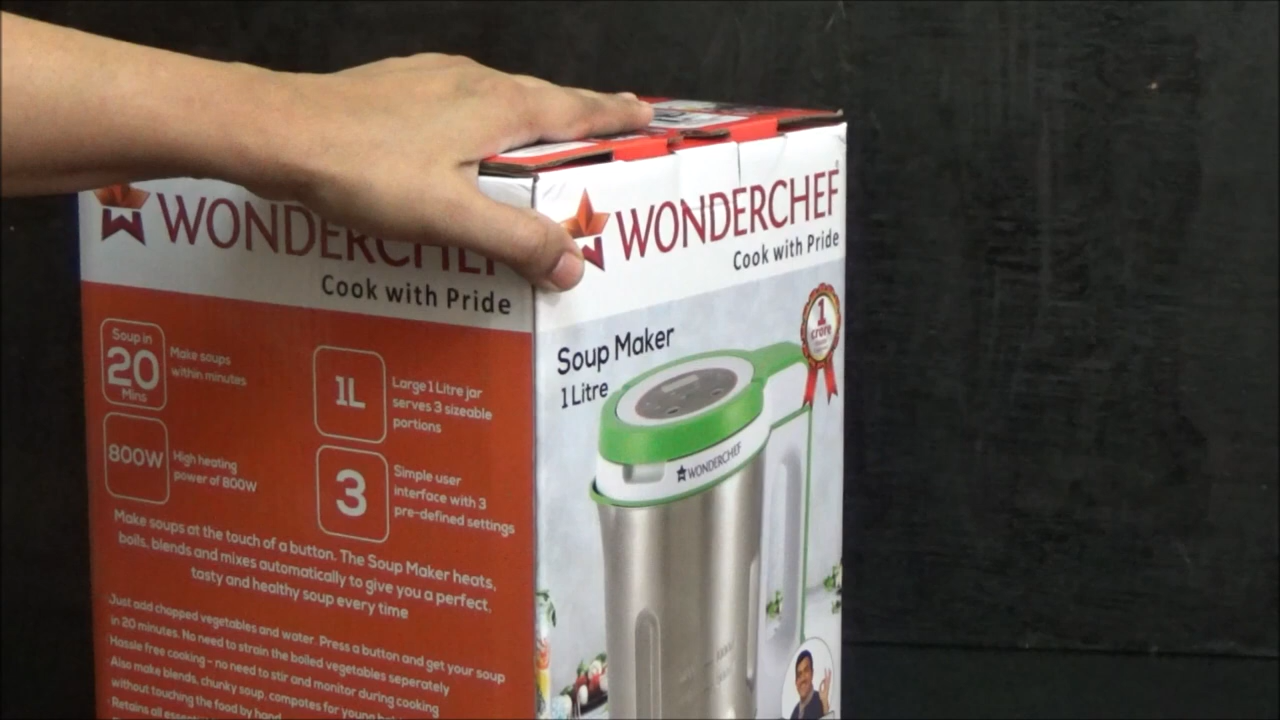 WONDERCHEF
Cook with Pride
Soup in
20
Mins
Make soups
within minutes
1L
Large 1 Litre jar
serves 3 sizeable
portions
800W
High heating
power of 800W
3
Simple user
interface with 3
pre-defined settings
Make soups at the touch of a button. The Soup Maker heats,
boils, blends and mixes automatically to give you a perfect,
tasty and healthy soup every time
Just add chopped vegetables and water. Press a button and get your soup
in 20 minutes. No need to strain the boiled vegetables seperately
Hassle free cooking - no need to stir and monitor during cooking
Also make blends, chunky soup, compotes for young
without touching the food by hand
Retains all
WONDERCHEF
Cook with Pride
Soup Maker
1 Litre
1
crore
WONDERCHEF